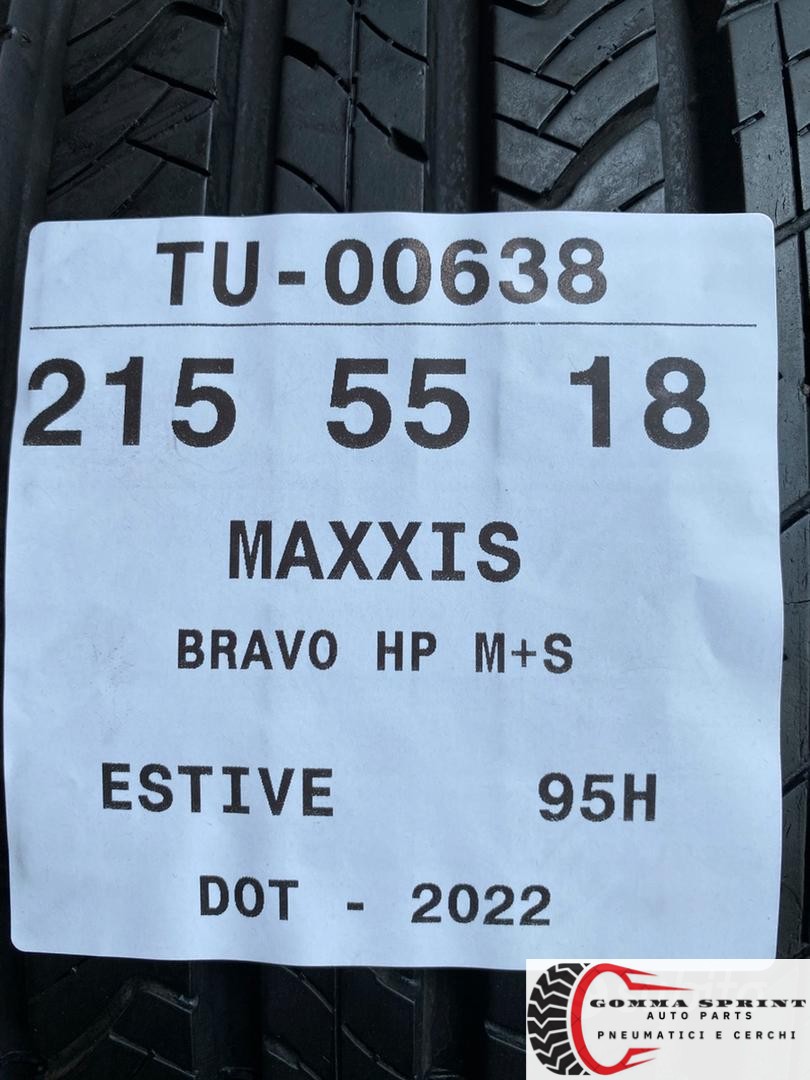 TU-00638
215 55 18
MAXXIS
BRAVO HP M+S
ESTIVE 95H
DOT - 2022
GOMMA SPRINT
AUTO PARTS
PNEUMATICI E CERCHI